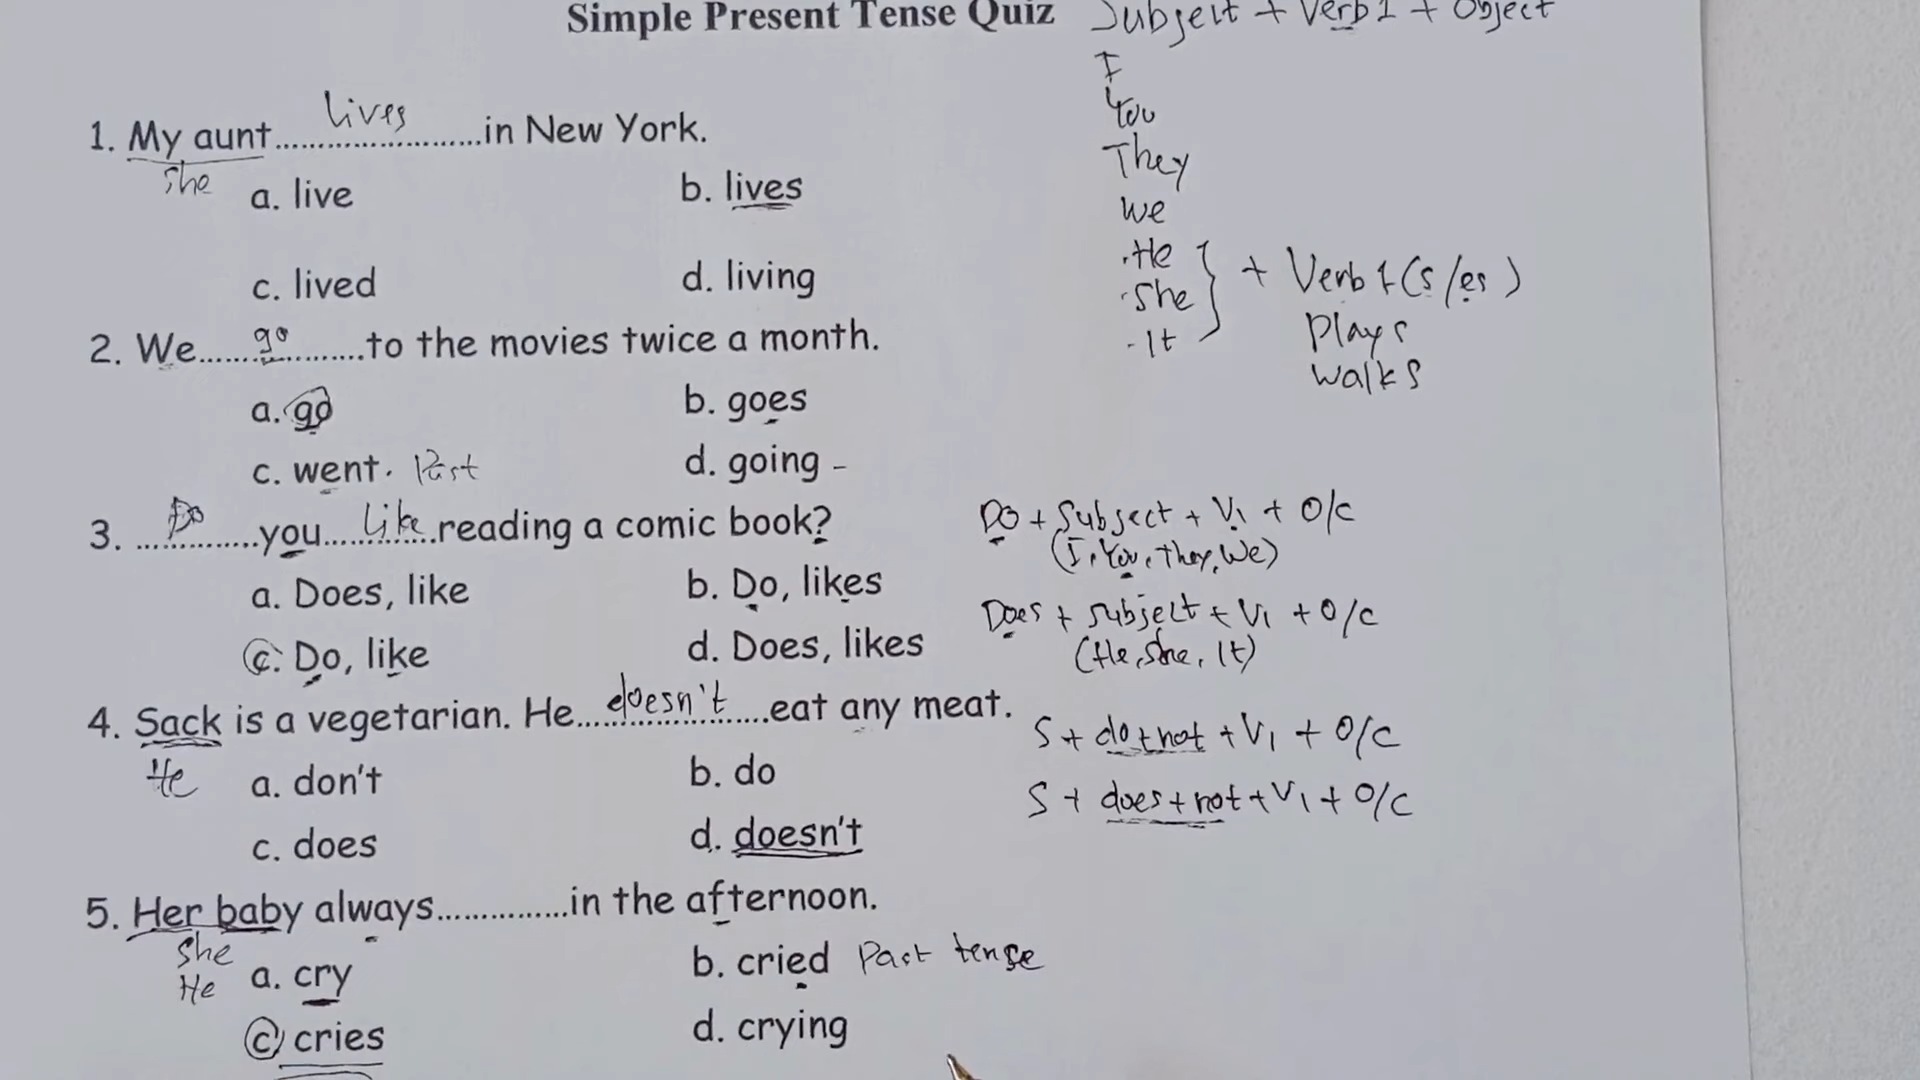 Simple Present Tense Quiz Subject + Verb 1 + Object
I
You
They
We
. He
. She
- It
} + Verb 1 (s/es)
Plays
Walks
lives
1. My aunt.......................in New York.
she
a. live b. lives
c. lived d. living
go
2. We..................to the movies twice a month.
a. go b. goes
c. went. Past d. going -
Do like
3. ..............you..............reading a comic book?
a. Does, like b. Do, likes
c. Do, like d. Does, likes
Do + Subject + V1 + O/C
(I, You, They, We)
Does + Subject + V1 + O/C
(He, She, It)
doesn't
4. Sack is a vegetarian. He.....................eat any meat.
He
a. don't b. do
c. does d. doesn't
S + do + not + V1 + O/C
S + does + not + V1 + O/C
5. Her baby always...............in the afternoon.
she
He
a. cry b. cried Past tense
c) cries d. crying